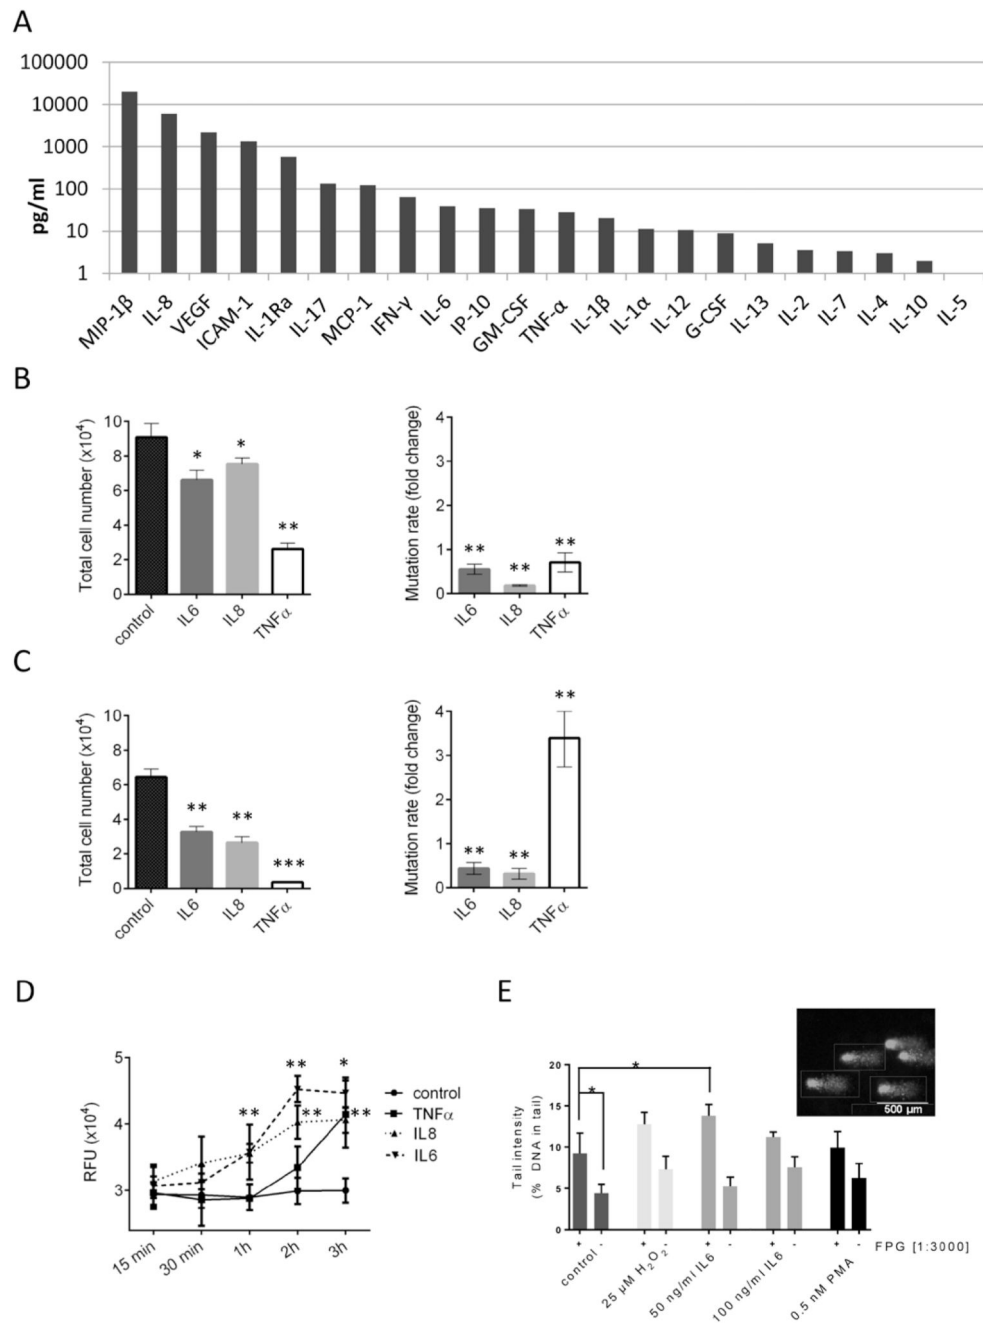 A
100000
10000
1000
100
10
1
pg/ml
MIP-1β IL-8 VEGF ICAM-1 IL-1Ra IL-17 MCP-1 IFN-γ IL-6 IP-10 GM-CSF TNF-α IL-1β IL-1α IL-12 G-CSF IL-13 IL-2 IL-7 IL-4 IL-10 IL-5
B
Total cell number (x10⁴)
10
8
6
4
2
0
*
*
**
control IL6 IL8 TNFα
Mutation rate (fold change)
4
3
2
1
0
**
**
**
IL6 IL8 TNFα
C
Total cell number (x10⁴)
10
8
6
4
2
0
**
**
***
control IL6 IL8 TNFα
Mutation rate (fold change)
4
3
2
1
0
**
**
**
IL6 IL8 TNFα
D
RFU (x10⁴)
5
4
3
** *
** ** **
15 min 30 min 1h 2h 3h
control
TNFα
IL8
IL6
E
500 µm
Tail intensity
(% DNA in tail)
20
15
10
5
0
*
*
+ - + - + - + - + - FPG [1:3000]
control 25 µM H₂O₂ 50 ng/ml IL6 100 ng/ml IL6 0.5 nM PMA